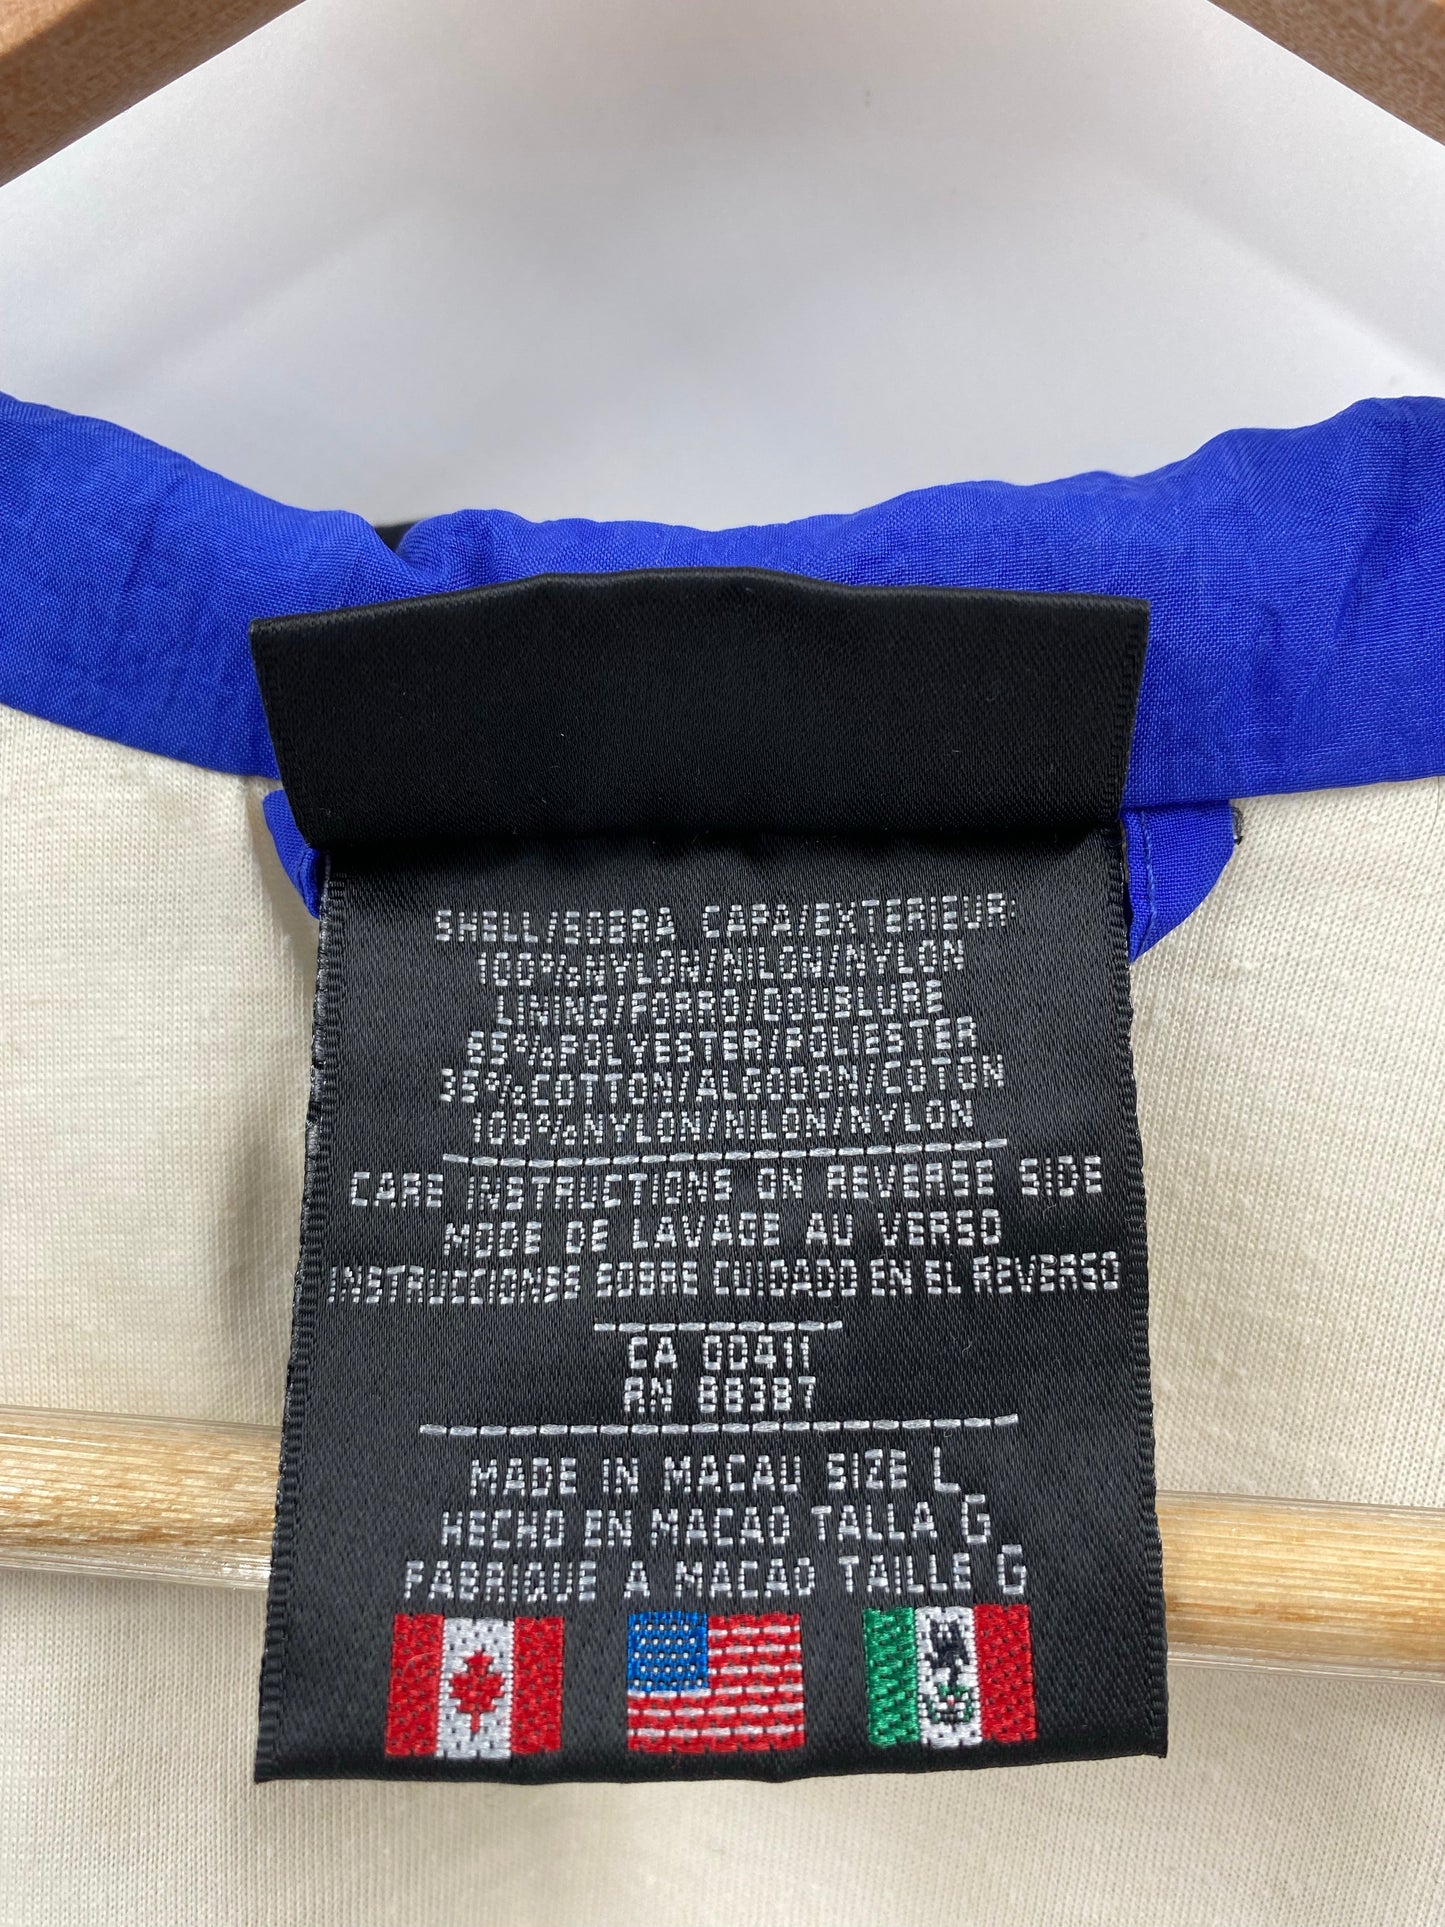 SHELL/SOBRA CAPA/EXTERIEUR:
100%NYLON/NILON/NYLON
LINING/FORRO/DOUBLURE
65%POLYESTER/POLIESTER
35%COTTON/ALGODON/COTON
100%NYLON/NILON/NYLON
CARE INSTRUCTIONS ON REVERSE SIDE
MODE DE LAVAGE AU VERSO
INSTRUCCIONES SOBRE CUIDADO EN EL REVERSO
RN 88387
MADE IN MACAU SIZE L
HECHO EN MACAO TALLA G
FABRIQUE A MACAO TAILLE G